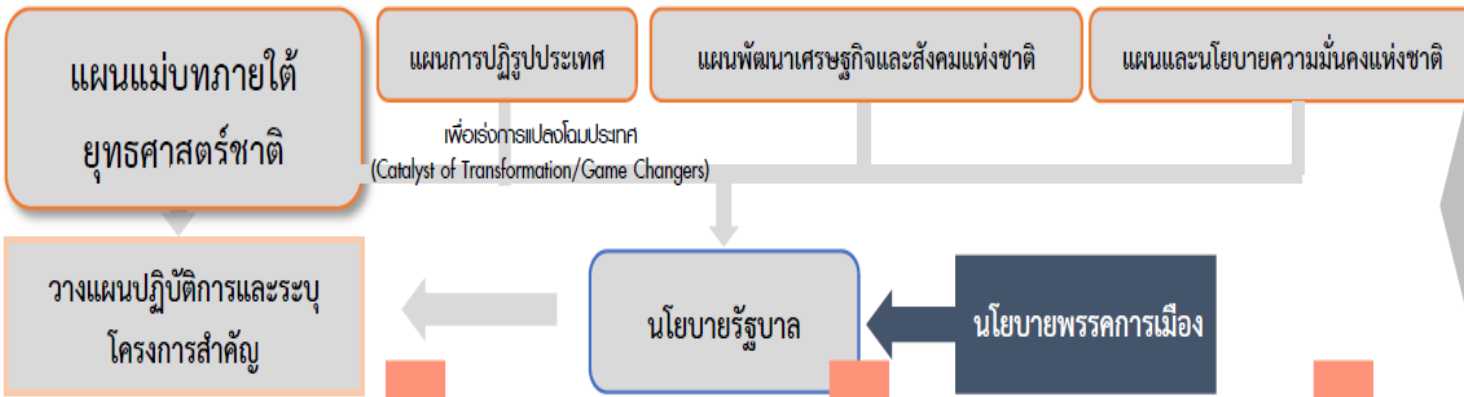 แผนแม่บทภายใต้
ยุทธศาสตร์ชาติ
แผนการปฏิรูปประเทศ
แผนพัฒนาเศรษฐกิจและสังคมแห่งชาติ
แผนและนโยบายความมั่นคงแห่งชาติ
เพื่อเร่งการแปลงโฉมประเทศ
(Catalyst of Transformation/Game Changers)
วางแผนปฏิบัติการและระบุ
โครงการสำคัญ
นโยบายรัฐบาล
นโยบายพรรคการเมือง